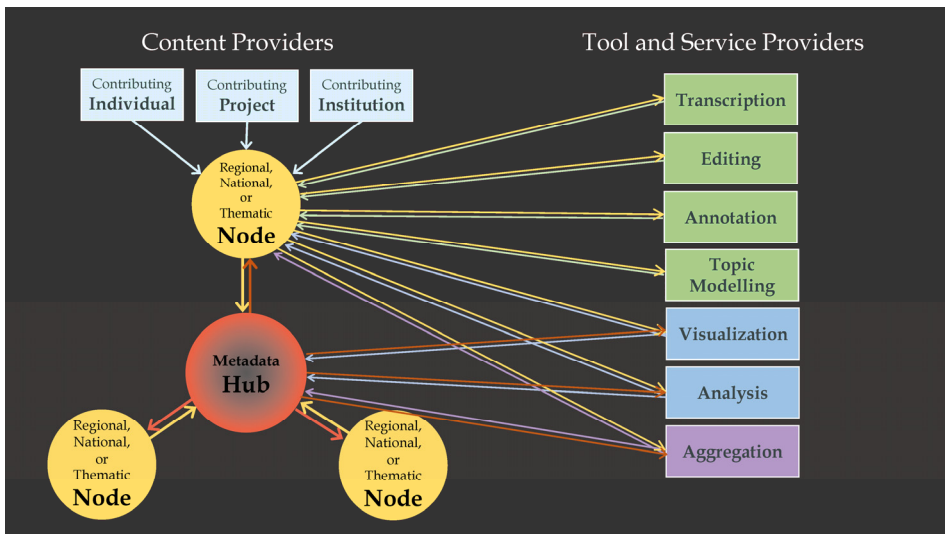 Content Providers
Tool and Service Providers
Contributing
Individual
Contributing
Project
Contributing
Institution
Regional,
National,
or
Thematic
Node
Transcription
Editing
Annotation
Topic
Modelling
Visualization
Analysis
Aggregation
Metadata
Hub
Regional,
National,
or
Thematic
Node
Regional,
National,
or
Thematic
Node